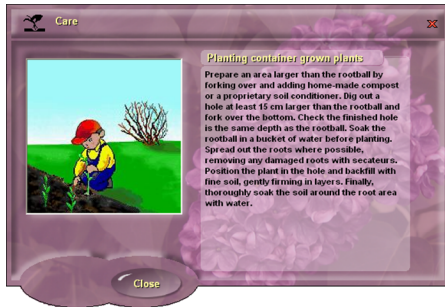 Care
X
Planting container grown plants
Prepare an area larger than the rootball by
forking over and adding home-made compost
or a proprietary soil conditioner. Dig out a
hole at least 15 cm larger than the rootball and
fork over the bottom. Check the finished hole
is the same depth as the rootball. Soak the
rootball in a bucket of water before planting.
Spread out the roots where possible,
removing any damaged roots with secateurs.
Position the plant in the hole and backfill with
fine soil, gently firming in layers. Finally,
thoroughly soak the soil around the root area
with water.
Close